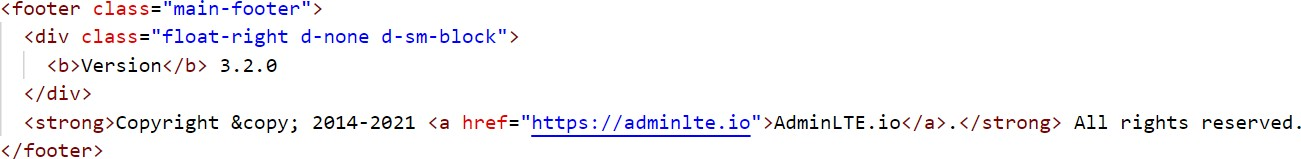 <footer class="main-footer">
<div class="float-right d-none d-sm-block">
<b>Version</b> 3.2.0
</div>
<strong>Copyright &copy; 2014-2021 <a href="https://adminlte.io">AdminLTE.io</a>.</strong> All rights reserved.
</footer>